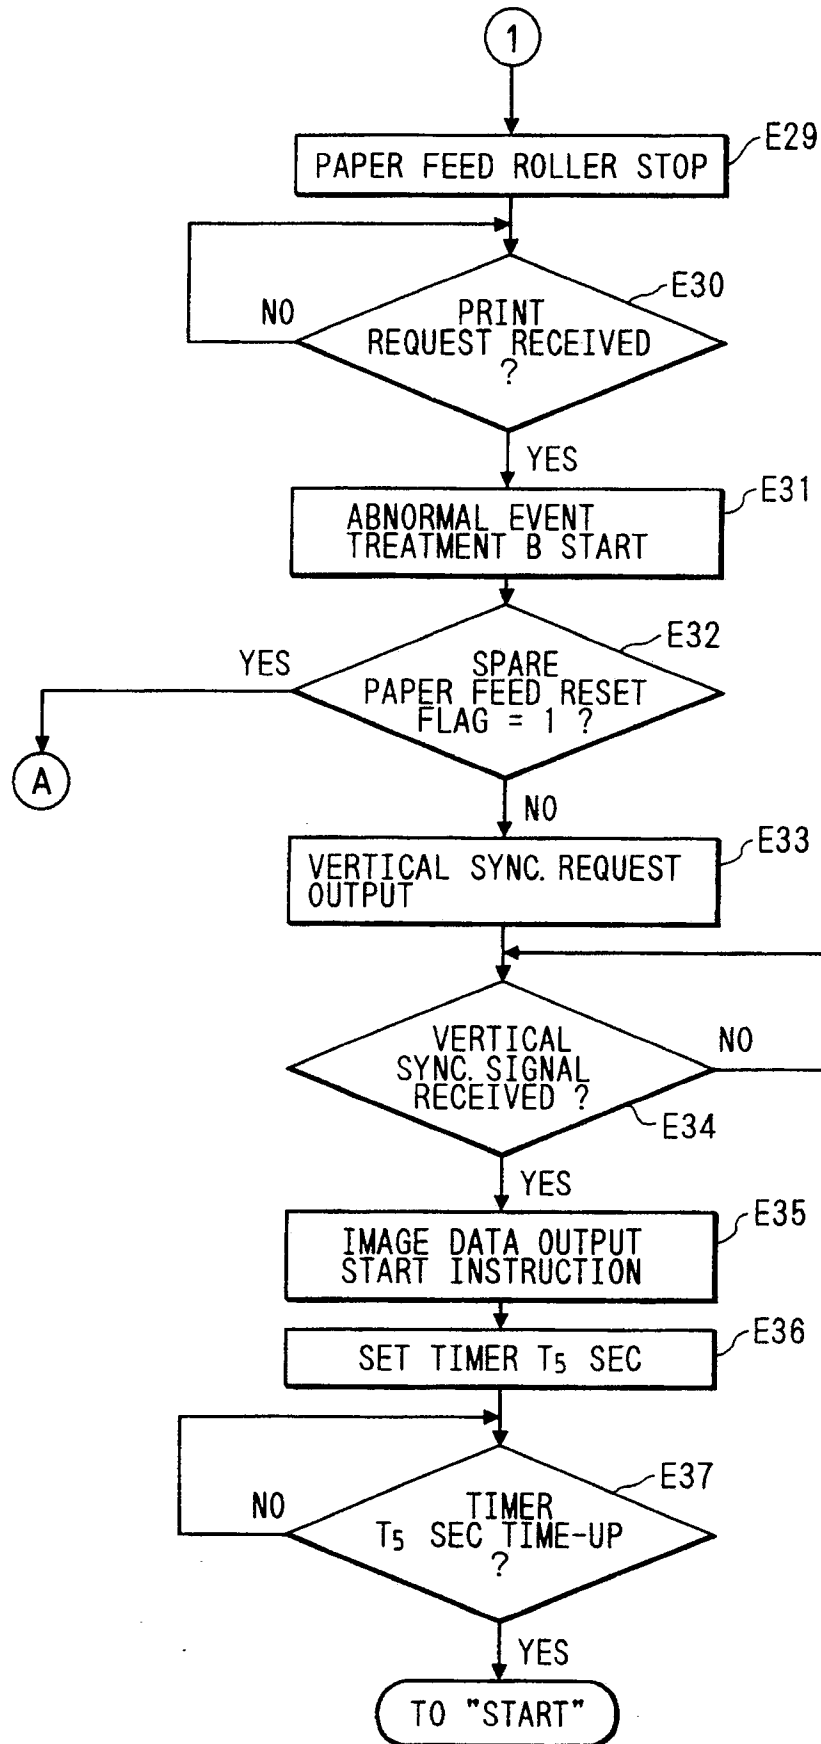 1
PAPER FEED ROLLER STOP
E29
E30
NO
PRINT
REQUEST RECEIVED
?
YES
E31
ABNORMAL EVENT
TREATMENT B START
E32
YES
SPARE
PAPER FEED RESET
FLAG = 1 ?
A
NO
E33
VERTICAL SYNC. REQUEST
OUTPUT
VERTICAL
SYNC. SIGNAL
RECEIVED ?
NO
E34
YES
E35
IMAGE DATA OUTPUT
START INSTRUCTION
E36
SET TIMER T5 SEC
E37
NO
TIMER
T5 SEC TIME-UP
?
YES
TO "START"